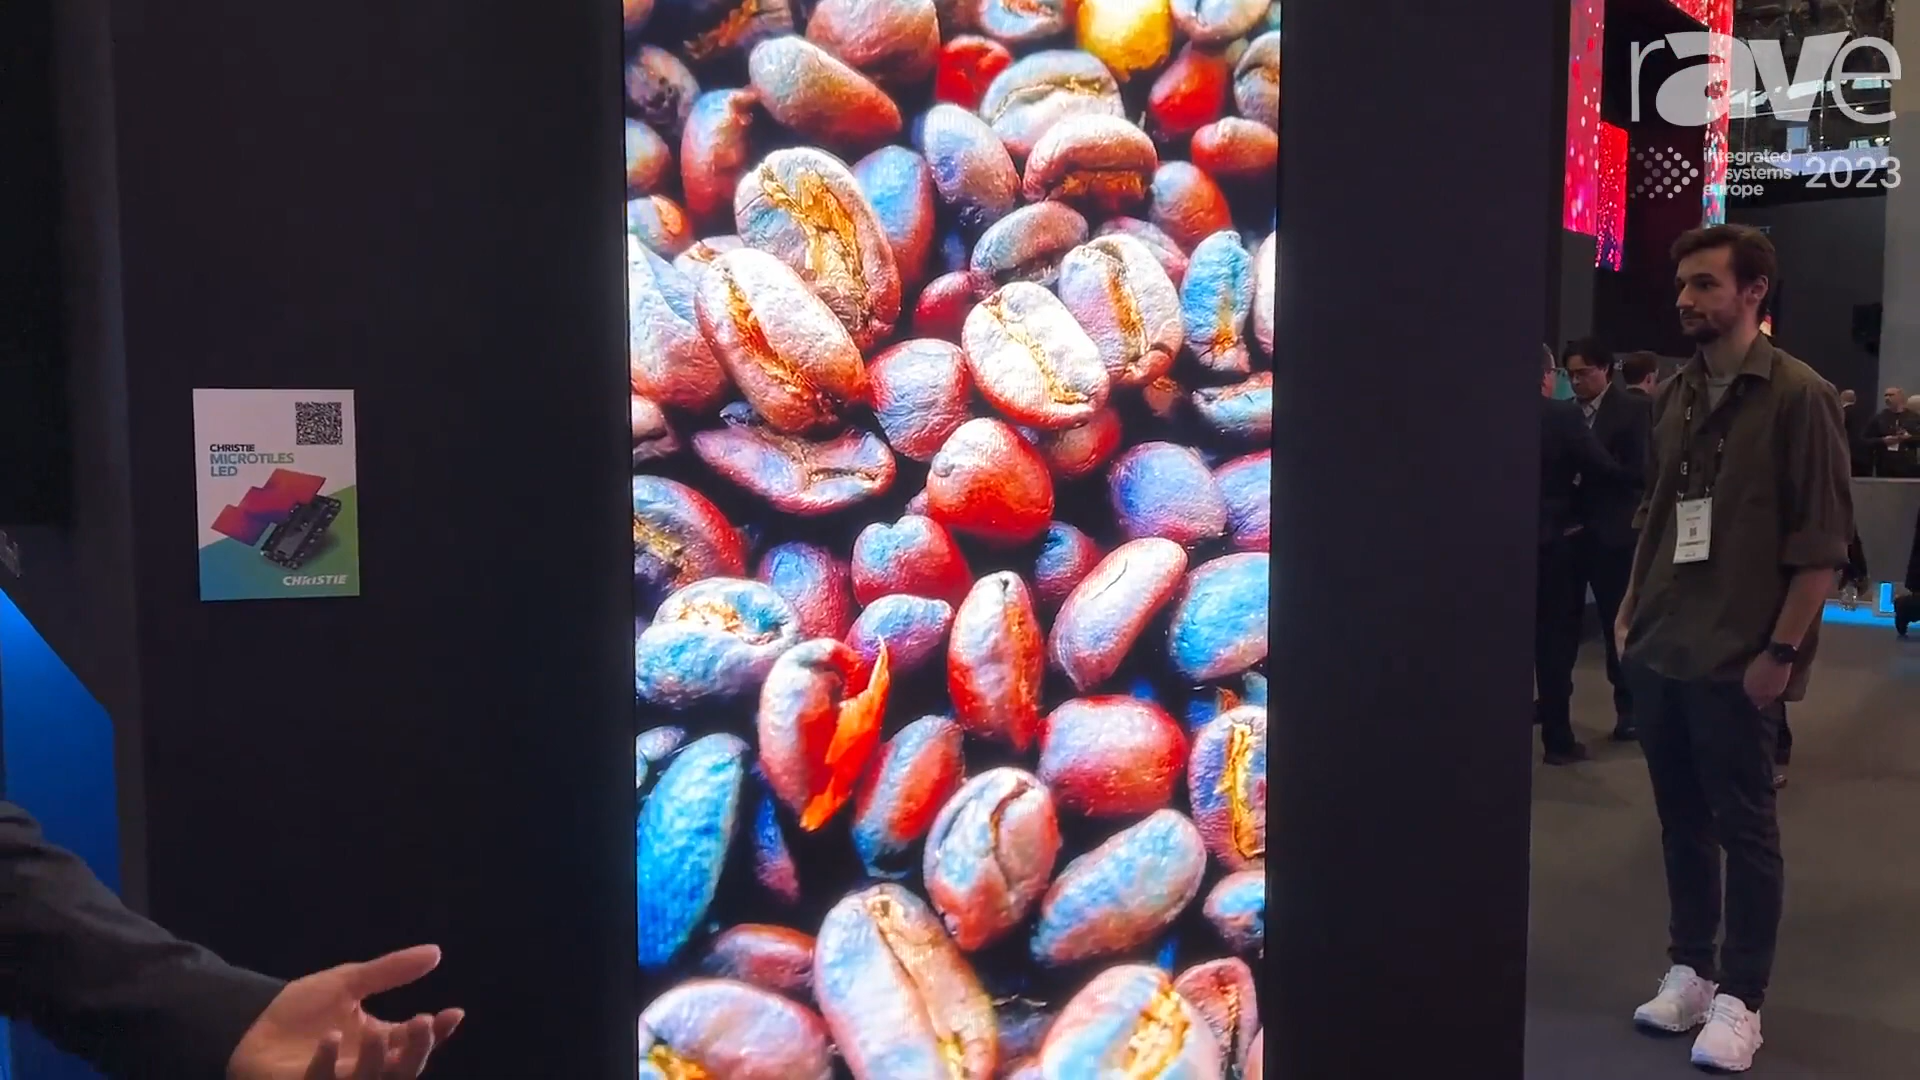 rave
integrated
systems
europe
2023
CHRISTIE
MICROTILES
LED
CHRISTIE